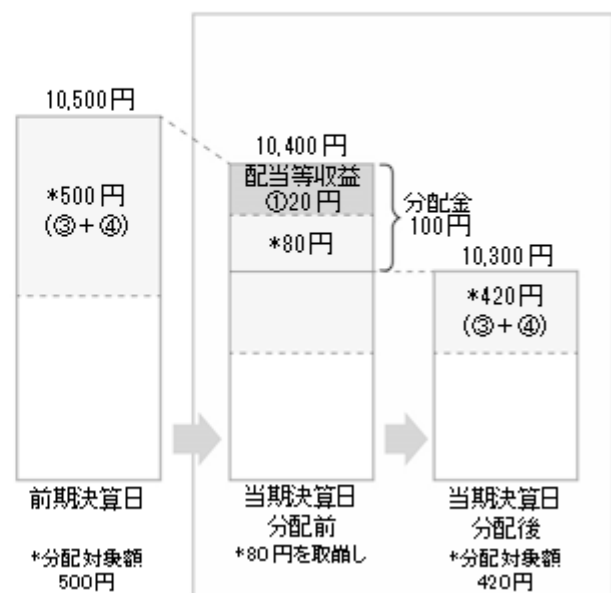 10,500円
*500円
(③+④)
前期決算日
*分配対象額
500円
10,400円
配当等収益
①20円
*80円
分配金
100円
当期決算日
分配前
*80円を取崩し
10,300円
*420円
(③+④)
当期決算日
分配後
*分配対象額
420円